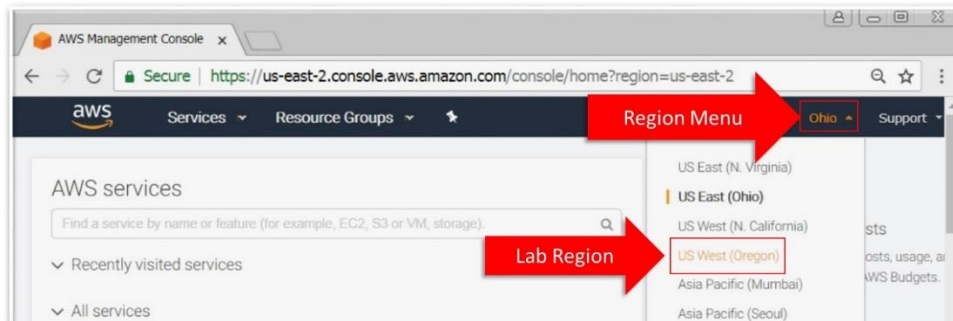 AWS Management Console x
Secure | https://us-east-2.console.aws.amazon.com/console/home?region=us-east-2
aws Services Resource Groups Region Menu Ohio Support
US East (N. Virginia)
AWS services
US East (Ohio)
Find a service by name or feature (for example, EC2, S3 or VM, storage).
US West (N. California)
sts
Lab Region
US West (Oregon)
osts, usage, a
Recently visited services
AWS Budgets.
Asia Pacific (Mumbai)
All services
Asia Pacific (Seoul)